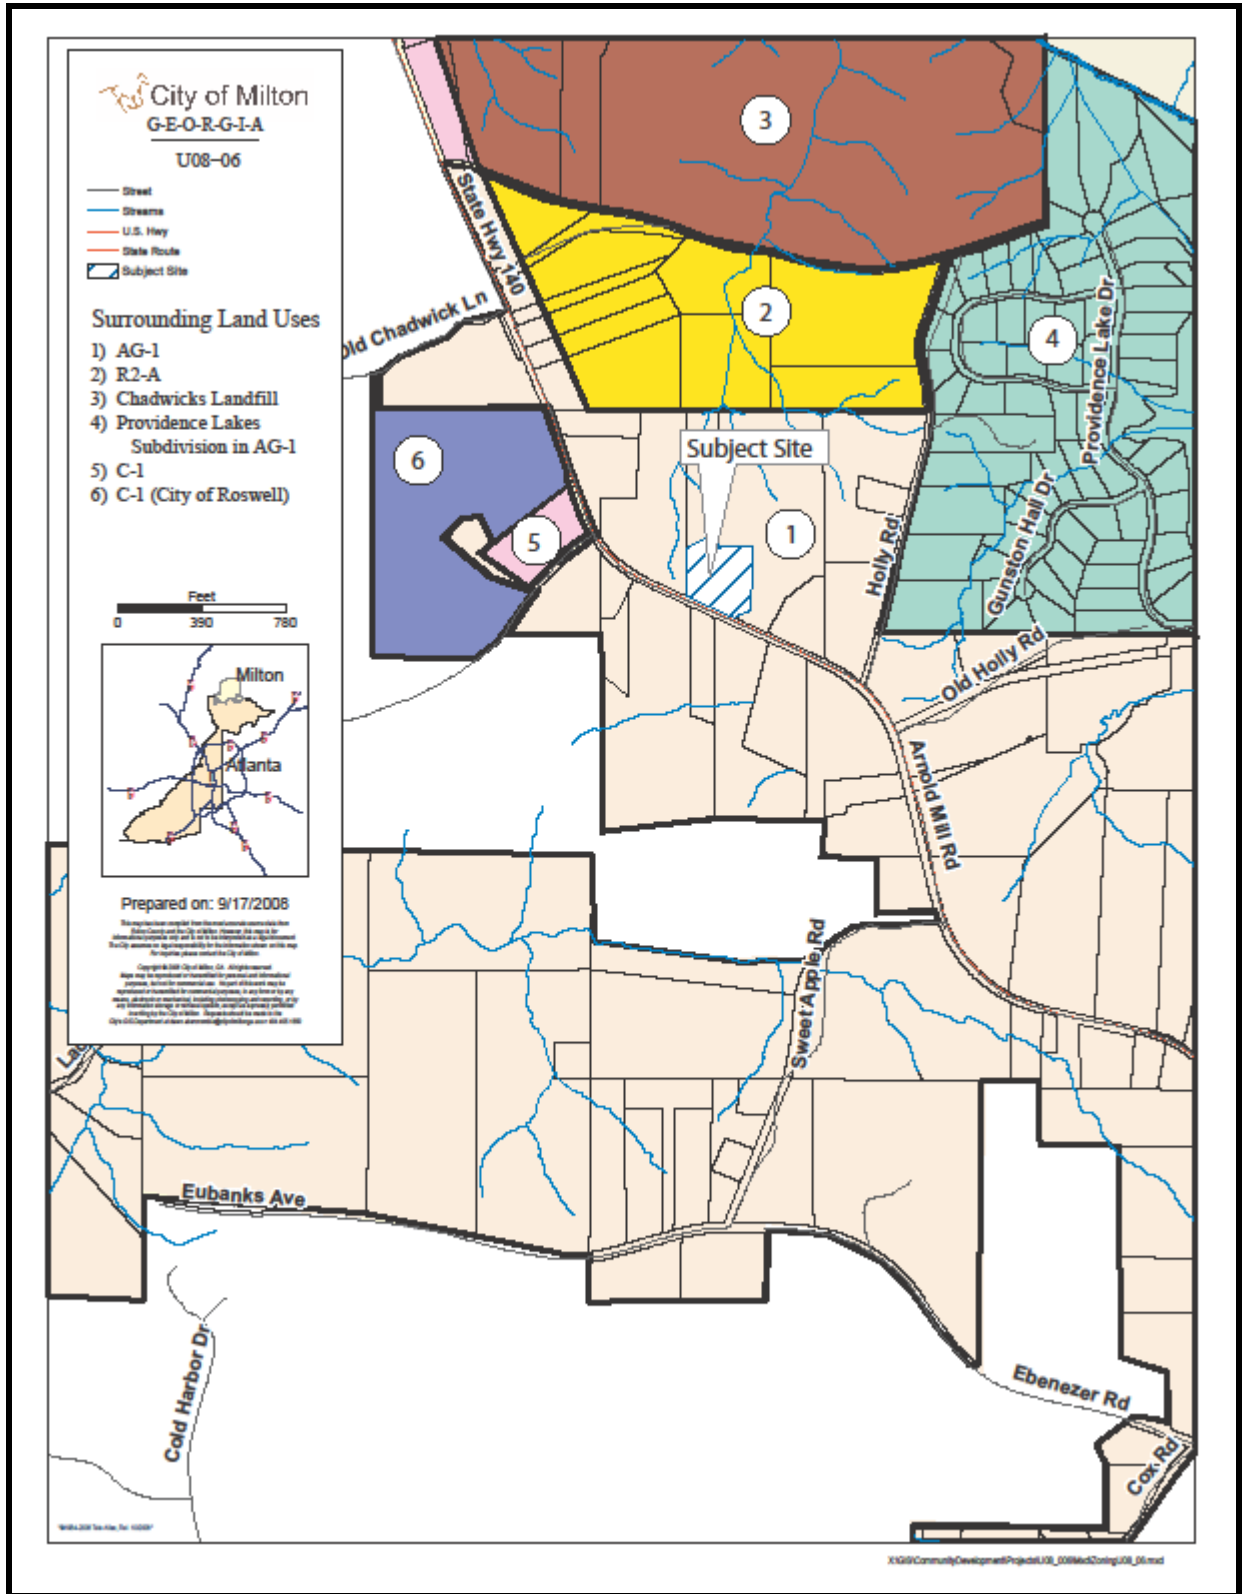 City of Milton
G-E-O-R-G-I-A
U08-06
Street
Streams
U.S. Hwy
State Route
Subject Site
Surrounding Land Uses
1) AG-1
2) R2-A
3) Chadwicks Landfill
4) Providence Lakes
Subdivision in AG-1
5) C-1
6) C-1 (City of Roswell)
Feet
0 390 780
Milton
Atlanta
Prepared on: 9/17/2008
3
State Hwy 140
Old Chadwick Ln
2
4
Providence Lake Dr
6
Subject Site
5
1
Holly Rd
Gunston Hall Dr
Old Holly Rd
Arnold Mill Rd
Sweet Apple Rd
Eubanks Ave
Cold Harbor Dr
Ebenezer Rd
Cox Rd